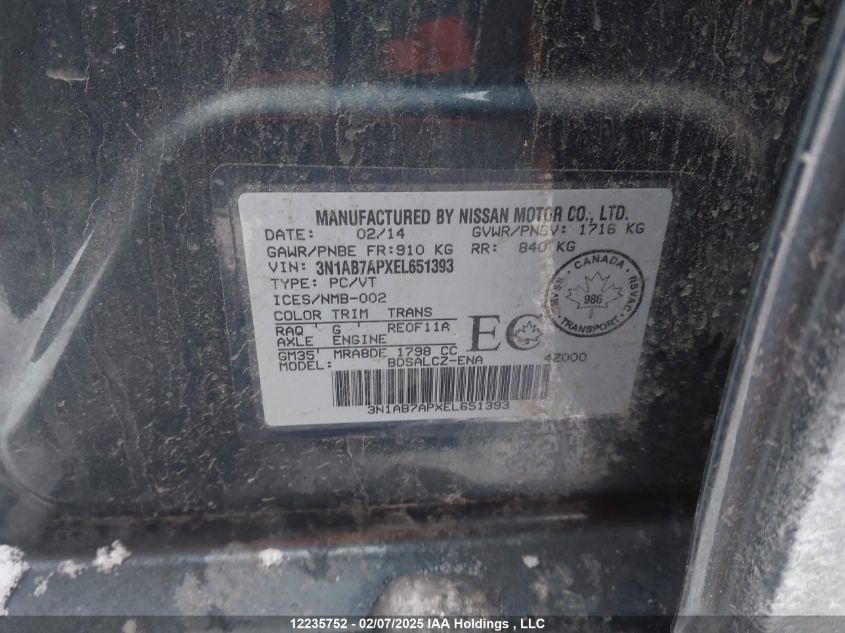 MANUFACTURED BY NISSAN MOTOR CO., LTD.
DATE: 02/14 GVWR/PNBV: 1716 KG
GAWR/PNBE FR: 910 KG RR: 840 KG
VIN: 3N1AB7APXEL651393
TYPE: PC/VT
ICES/NMB-002
COLOR TRIM TRANS
RAQ ' G ' RE0F11A
AXLE ENGINE
GM35 ' MRA8DE 1798 CC
MODEL: BDSALCZ-ENA 42000
EC
CANADA
NSVAC
TRANSPORT
986
3N1AB7APXEL651393
12235752 - 02/07/2025 IAA Holdings , LLC